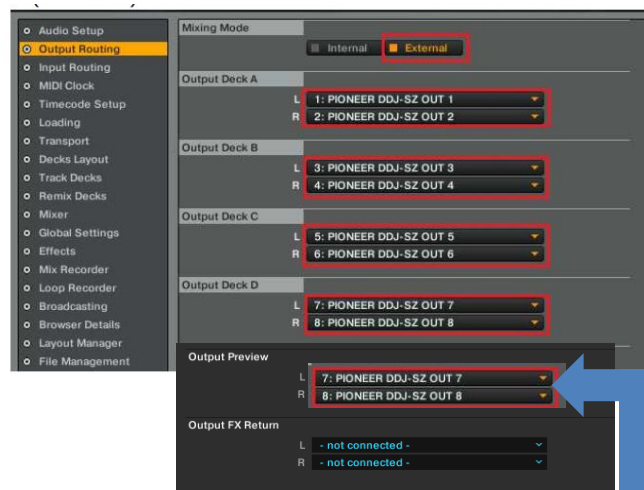 Audio Setup
Output Routing
Input Routing
MIDI Clock
Timecode Setup
Loading
Transport
Decks Layout
Track Decks
Remix Decks
Mixer
Global Settings
Effects
Mix Recorder
Loop Recorder
Broadcasting
Browser Details
Layout Manager
File Management
Mixing Mode
Internal External
Output Deck A
L 1: PIONEER DDJ-SZ OUT 1
R 2: PIONEER DDJ-SZ OUT 2
Output Deck B
L 3: PIONEER DDJ-SZ OUT 3
R 4: PIONEER DDJ-SZ OUT 4
Output Deck C
L 5: PIONEER DDJ-SZ OUT 5
R 6: PIONEER DDJ-SZ OUT 6
Output Deck D
L 7: PIONEER DDJ-SZ OUT 7
R 8: PIONEER DDJ-SZ OUT 8
Output Preview
L 7: PIONEER DDJ-SZ OUT 7
R 8: PIONEER DDJ-SZ OUT 8
Output FX Return
L - not connected -
R - not connected -